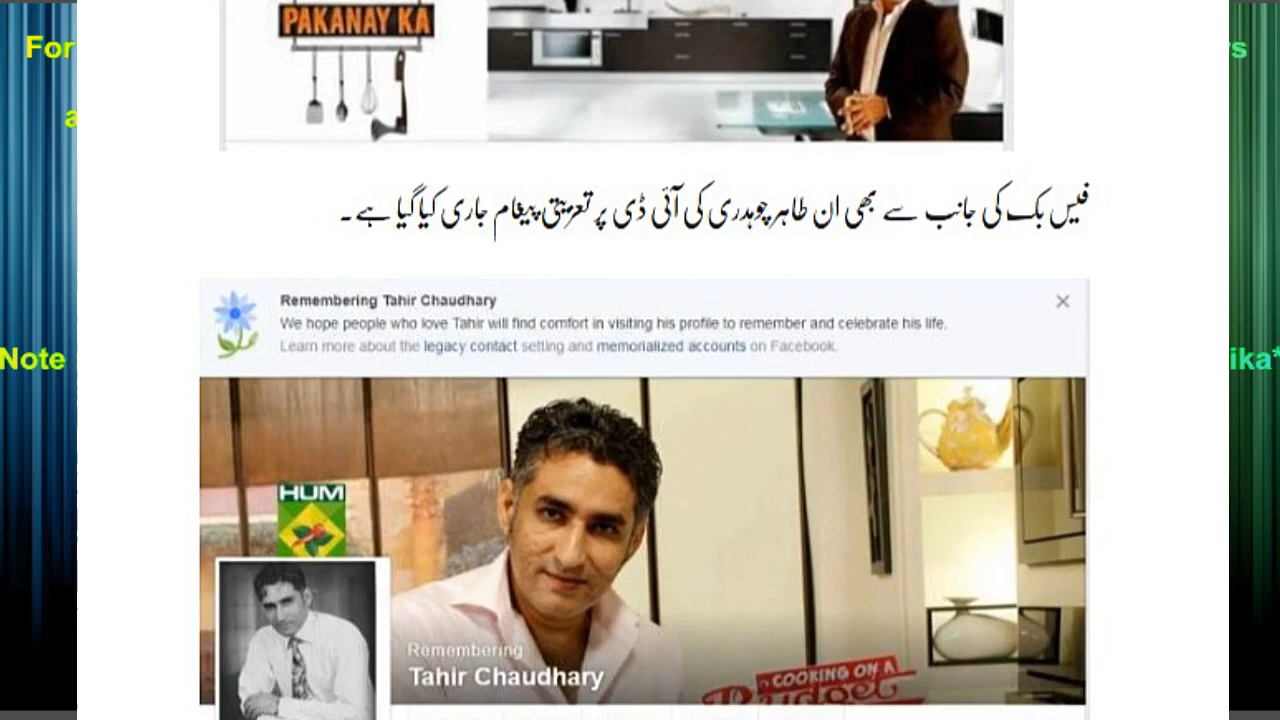 PAKANAY KA
For
rs
a
فیس بک کی جانب سے بھی ان طاہر چوہدری کی آئی ڈی پر تعزیتی پیغام جاری کیا گیا ہے۔
Remembering Tahir Chaudhary
We hope people who love Tahir will find comfort in visiting his profile to remember and celebrate his life.
Learn more about the legacy contact setting and memorialized accounts on Facebook.
Note
ika*
HUM
Remembering
Tahir Chaudhary
COOKING ON A
Budget